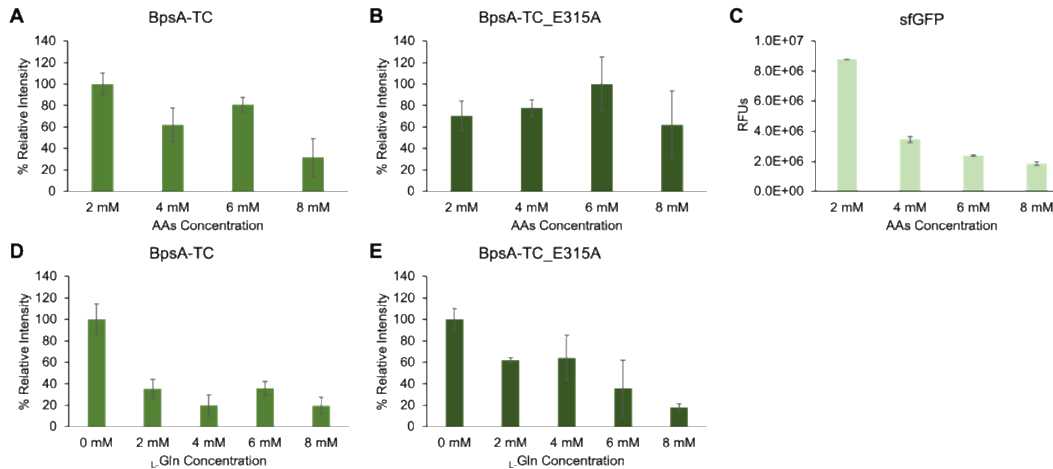 A
BpsA-TC
% Relative Intensity
140
120
100
80
60
40
20
0
2 mM 4 mM 6 mM 8 mM
AAs Concentration
B
BpsA-TC_E315A
% Relative Intensity
140
120
100
80
60
40
20
0
2 mM 4 mM 6 mM 8 mM
AAs Concentration
C
sfGFP
RFUs
1.0E+07
8.0E+06
6.0E+06
4.0E+06
2.0E+06
0.0E+00
2 mM 4 mM 6 mM 8 mM
AAs Concentration
D
BpsA-TC
% Relative Intensity
140
120
100
80
60
40
20
0
0 mM 2 mM 4 mM 6 mM 8 mM
L-Gln Concentration
E
BpsA-TC_E315A
% Relative Intensity
140
120
100
80
60
40
20
0
0 mM 2 mM 4 mM 6 mM 8 mM
L-Gln Concentration